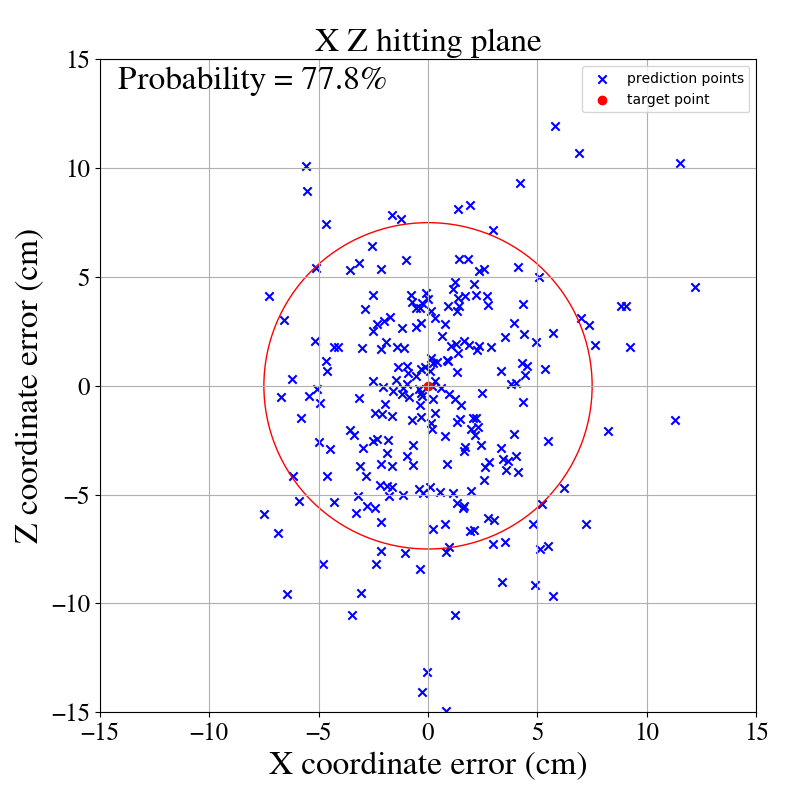 X Z hitting plane
Probability = 77.8%
prediction points
target point
15
10
5
0
−5
−10
−15
Z coordinate error (cm)
−15 −10 −5 0 5 10 15
X coordinate error (cm)